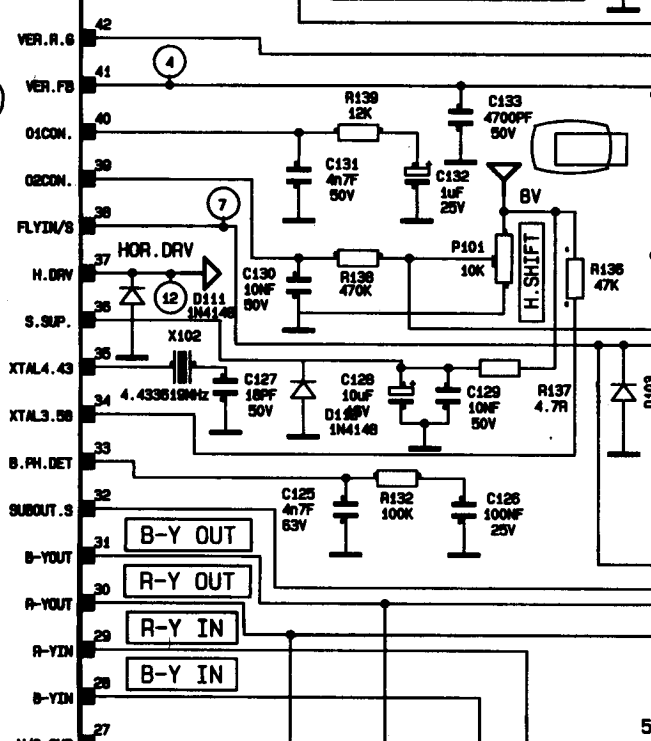 42
VER.R.G
4
41
VER.FB
R139
12K
C133
4700PF
50V
40
O1CON.
C131
4n7F
50V
C132
1uF
25V
39
O2CON.
8V
7
38
FLYIN/S
HOR.DRV
P101
10K
H.SHIFT
37
H.DRV
12
D111
1N4148
C130
10NF
50V
R138
470K
R136
47K
36
S.SUP.
X102
35
XTAL4.43
4.433619MHz
C127
18PF
50V
C128
10uF
1N4148
C129
10NF
50V
R137
4.7R
34
XTAL3.58
33
B.PH.DET
C125
4n7F
63V
R132
100K
C126
100NF
25V
32
SUBOUT.S
B-Y OUT
31
B-YOUT
R-Y OUT
30
R-YOUT
R-Y IN
29
R-YIN
B-Y IN
28
B-YIN
27
5